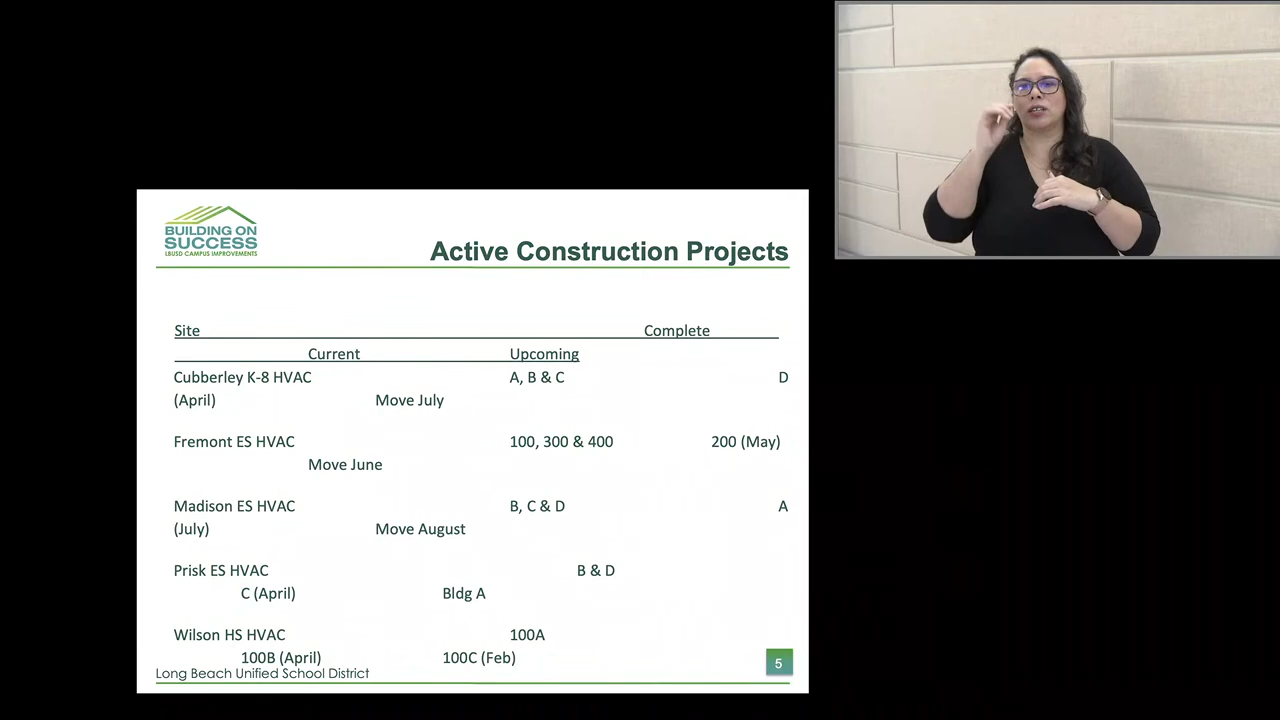 BUILDING ON
SUCCESS
LBUSD CAMPUS IMPROVEMENTS
Active Construction Projects
Site Complete
Current Upcoming
Cubberley K-8 HVAC A, B & C D
(April) Move July
Fremont ES HVAC 100, 300 & 400 200 (May)
Move June
Madison ES HVAC B, C & D A
(July) Move August
Prisk ES HVAC B & D
C (April) Bldg A
Wilson HS HVAC 100A
100B (April) 100C (Feb)
Long Beach Unified School District
5